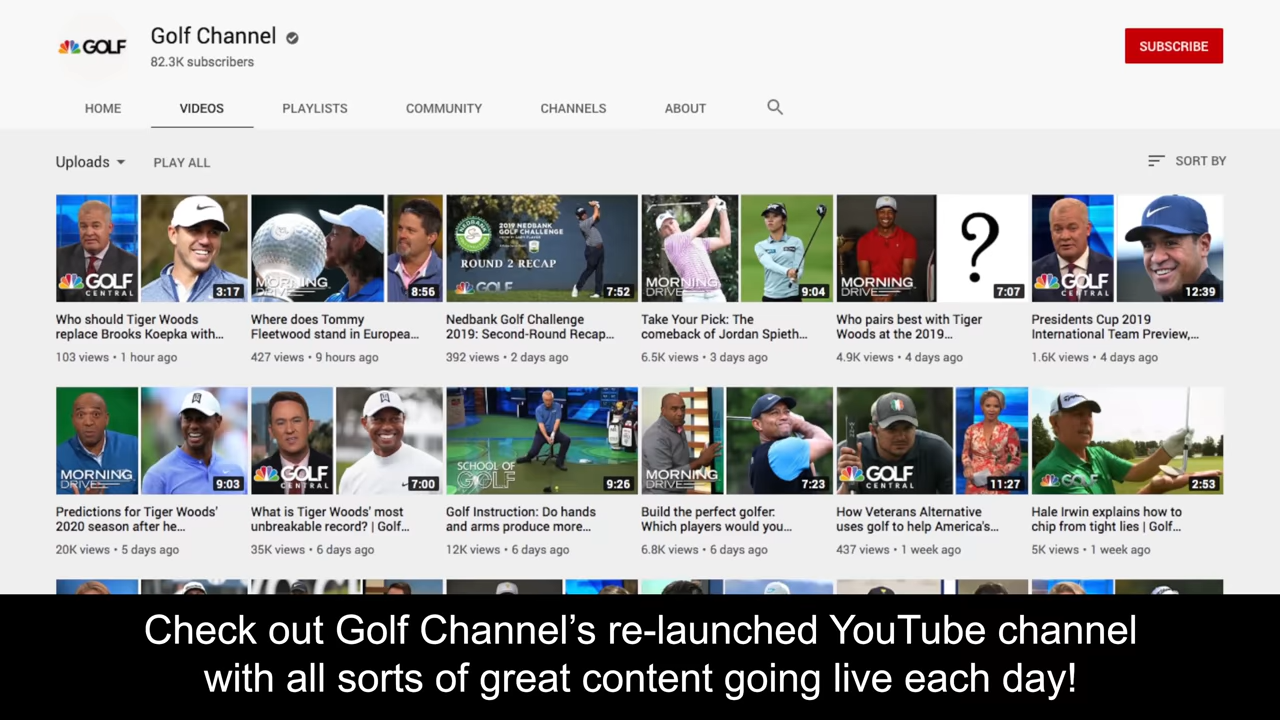 GOLF
Golf Channel
82.3K subscribers
SUBSCRIBE
HOME
VIDEOS
PLAYLISTS
COMMUNITY
CHANNELS
ABOUT
Uploads
PLAY ALL
SORT BY
GOLF
CENTRAL
3:17
MORNING
DRIVE
8:56
NEDBANK
GOLF
CHALLENGE
2019 NEDBANK
GOLF CHALLENGE
ROUND 2 RECAP
GOLF
7:52
MORNING
DRIVE
9:04
MORNING
DRIVE
?
7:07
GOLF
CENTRAL
12:39
Who should Tiger Woods
replace Brooks Koepka with...
103 views • 1 hour ago
Where does Tommy
Fleetwood stand in Europea...
427 views • 9 hours ago
Nedbank Golf Challenge
2019: Second-Round Recap...
392 views • 2 days ago
Take Your Pick: The
comeback of Jordan Spieth...
6.5K views • 3 days ago
Who pairs best with Tiger
Woods at the 2019...
4.9K views • 4 days ago
Presidents Cup 2019
International Team Preview,...
1.6K views • 4 days ago
MORNING
DRIVE
9:03
GOLF
CENTRAL
7:00
SCHOOL OF
GOLF
9:26
MORNING
DRIVE
7:23
GOLF
CENTRAL
11:27
GOLF
2:53
Predictions for Tiger Woods'
2020 season after he...
20K views • 5 days ago
What is Tiger Woods' most
unbreakable record? | Golf...
35K views • 6 days ago
Golf Instruction: Do hands
and arms produce more...
12K views • 6 days ago
Build the perfect golfer:
Which players would you...
6.8K views • 6 days ago
How Veterans Alternative
uses golf to help America's...
437 views • 1 week ago
Hale Irwin explains how to
chip from tight lies | Golf...
5K views • 1 week ago
Check out Golf Channel’s re-launched YouTube channel
with all sorts of great content going live each day!